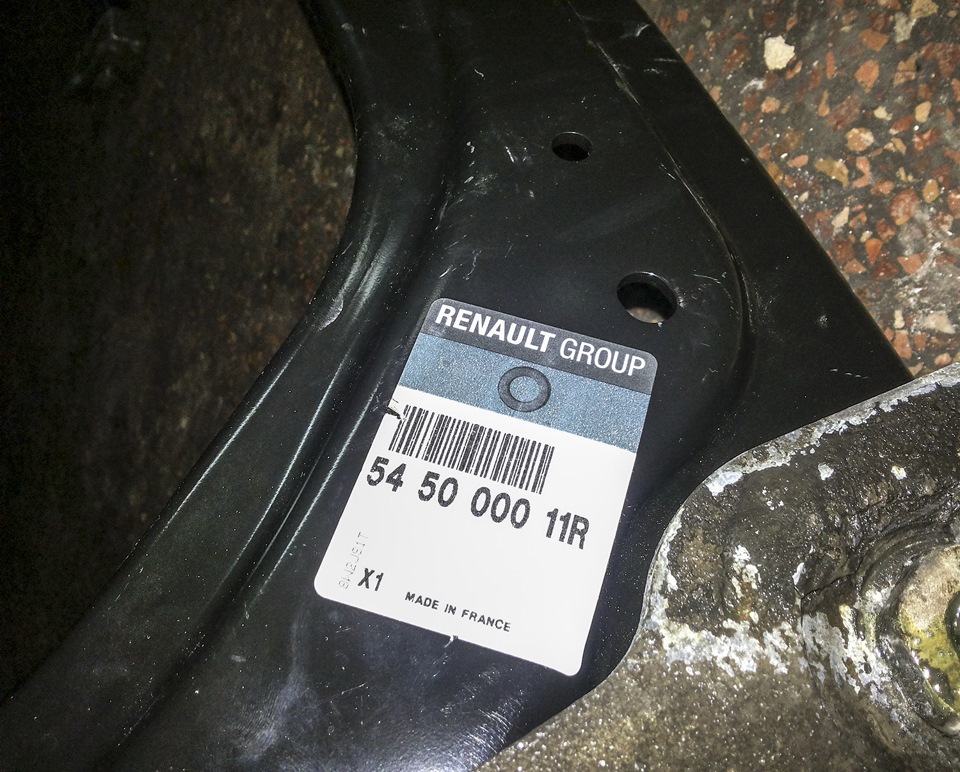 RENAULT GROUP
54 50 000 11R
X1
MADE IN FRANCE